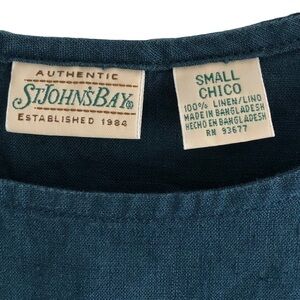 AUTHENTIC
ST. JOHN'S BAY®
ESTABLISHED 1984
SMALL
CHICO
100% LINEN/LINO
MADE IN BANGLADESH
HECHO EN BANGLADESH
RN 93677